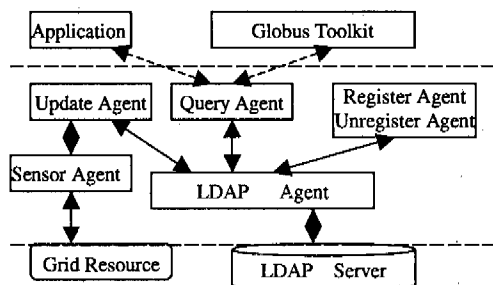 Application
Globus Toolkit
Update Agent
Query Agent
Register Agent
Unregister Agent
Sensor Agent
LDAP Agent
Grid Resource
LDAP Server